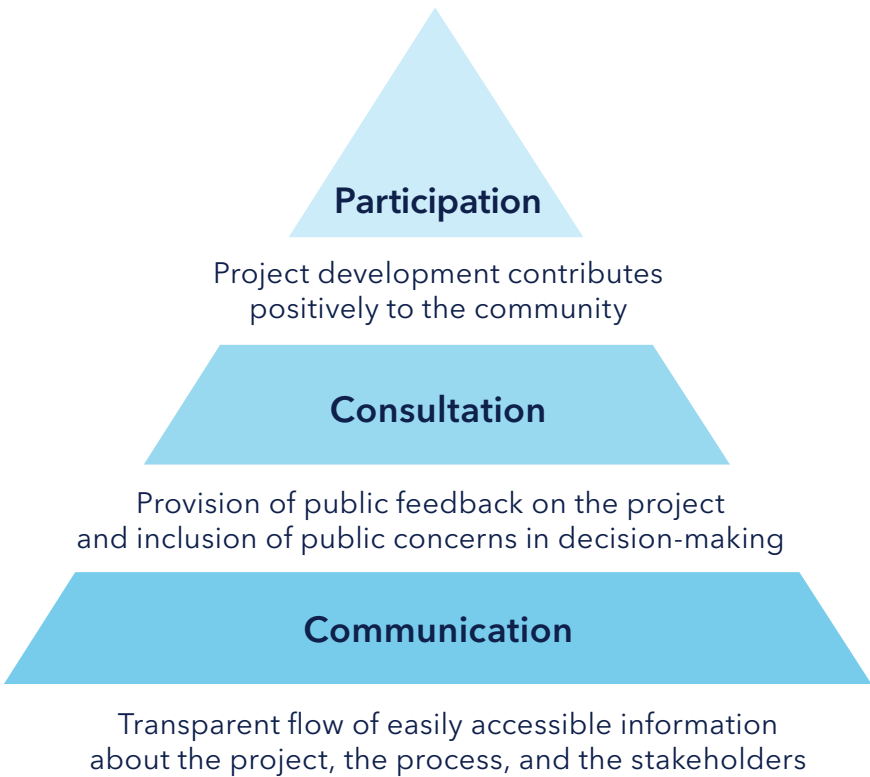 Participation
Project development contributes
positively to the community
Consultation
Provision of public feedback on the project
and inclusion of public concerns in decision-making
Communication
Transparent flow of easily accessible information
about the project, the process, and the stakeholders